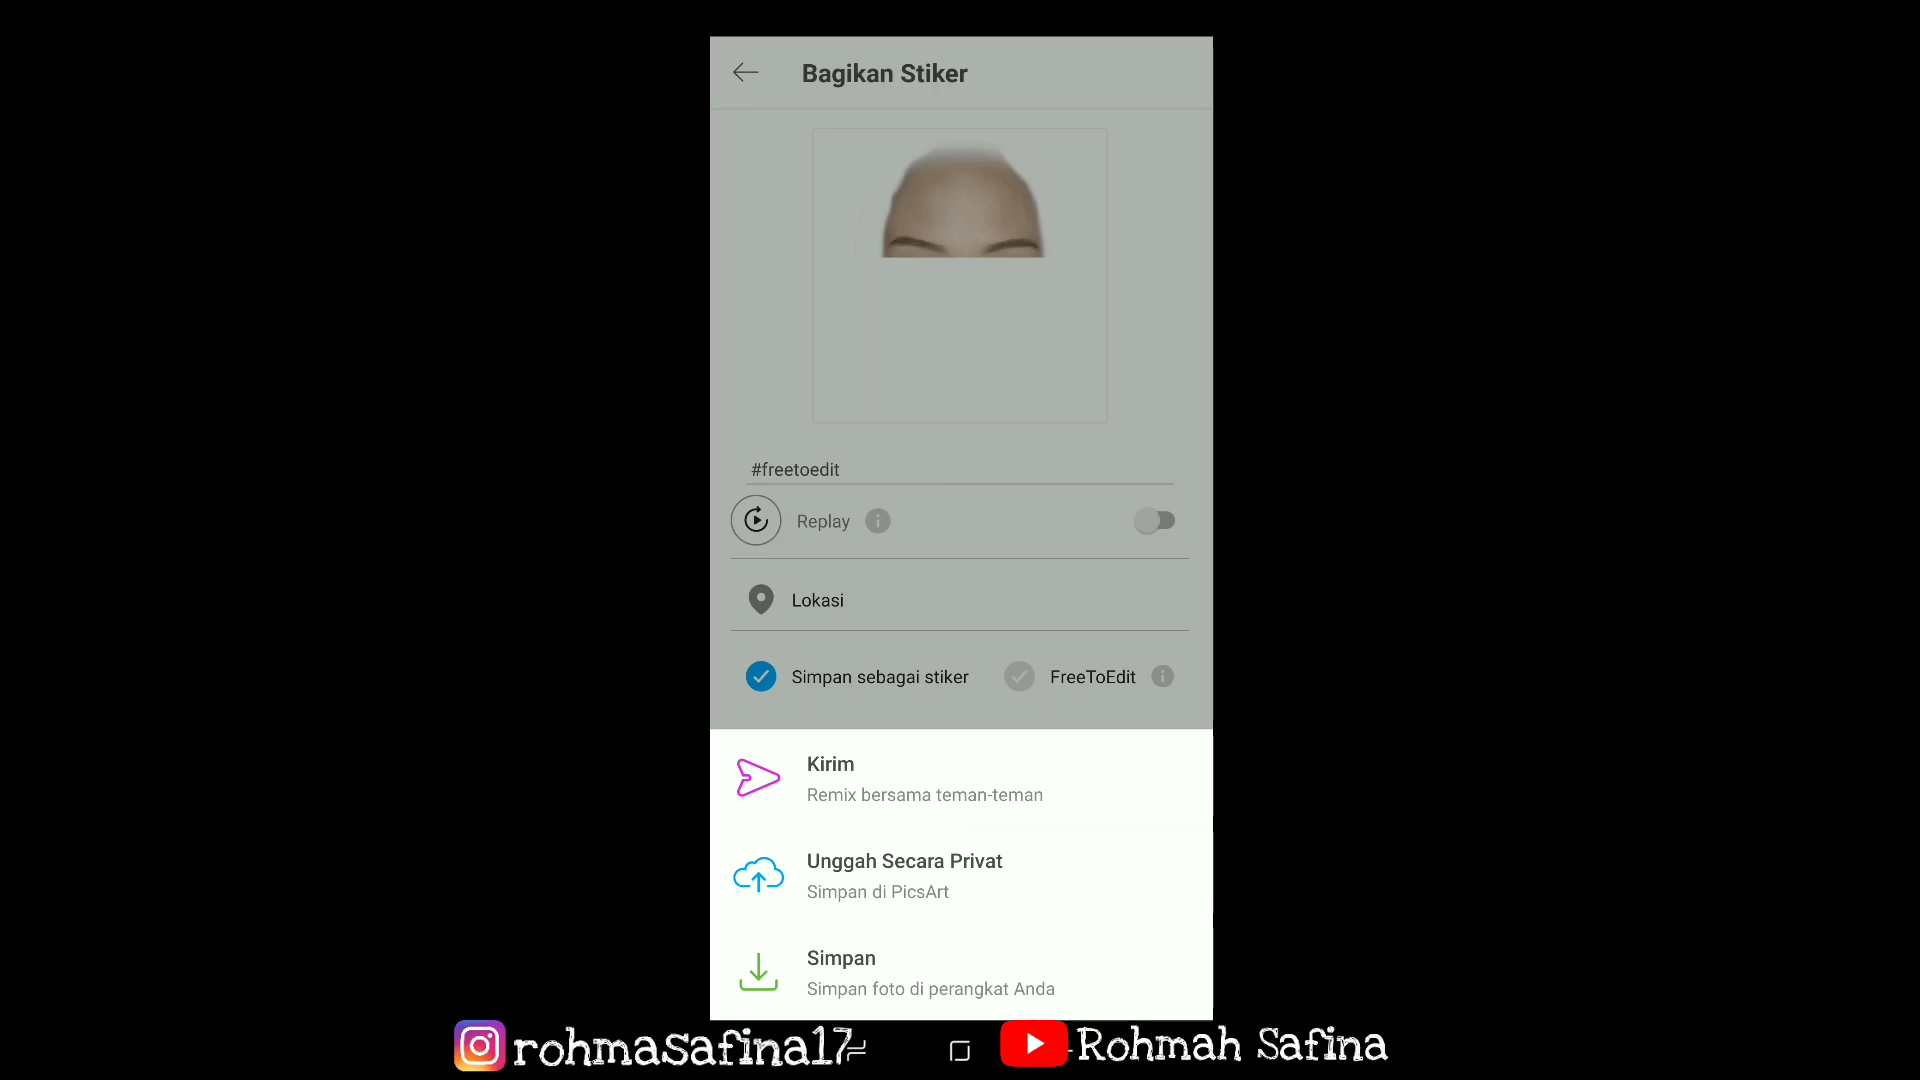 Bagikan Stiker
#freetoedit
Replay
Lokasi
Simpan sebagai stiker FreeToEdit
Kirim
Remix bersama teman-teman
Unggah Secara Privat
Simpan di PicsArt
Simpan
Simpan foto di perangkat Anda
rohmasafina17 Rohmah Safina